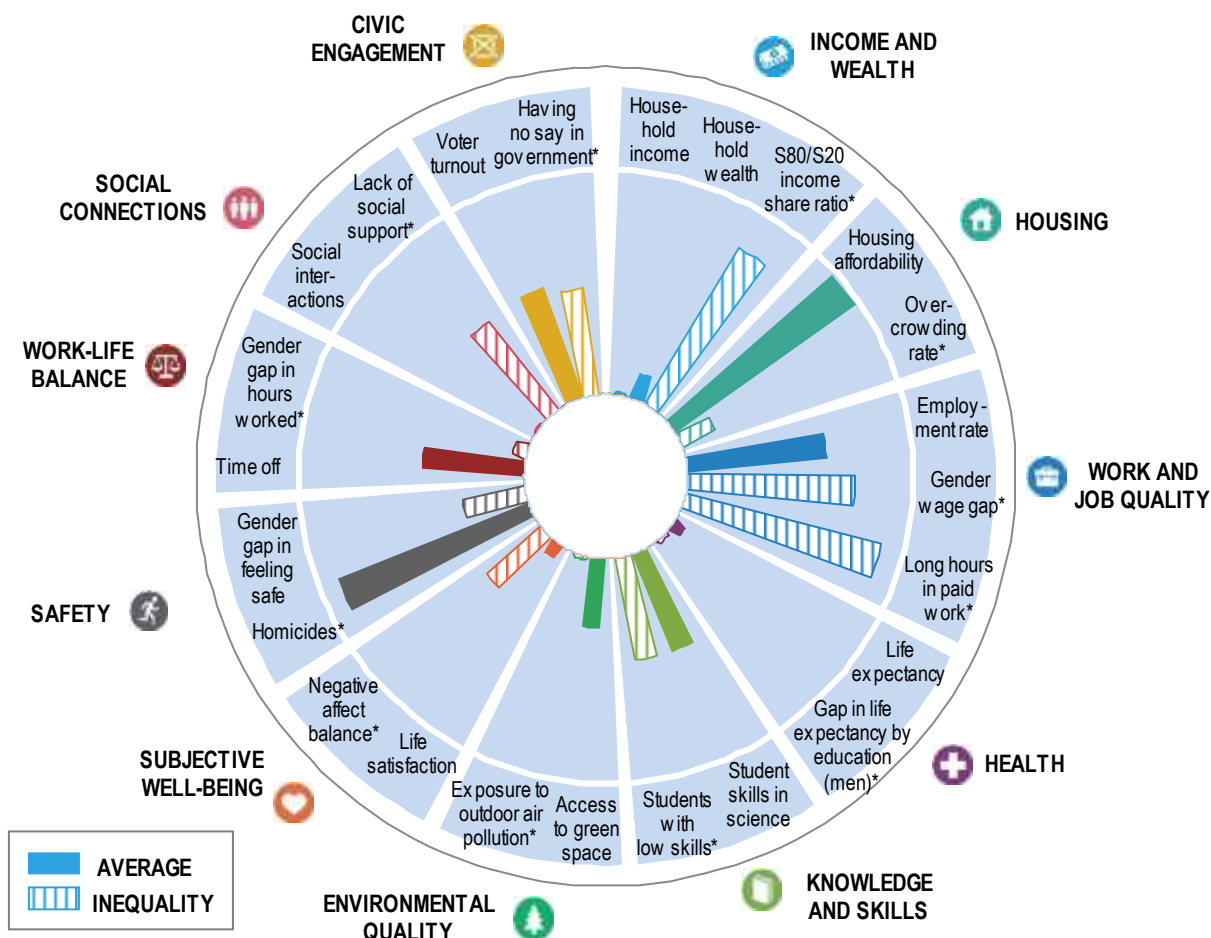 CIVIC
ENGAGEMENT
INCOME AND
WEALTH
HOUSING
WORK AND
JOB QUALITY
HEALTH
KNOWLEDGE
AND SKILLS
ENVIRONMENTAL
QUALITY
SUBJECTIVE
WELL-BEING
SAFETY
WORK-LIFE
BALANCE
SOCIAL
CONNECTIONS
House-
hold
income
House-
hold
wealth
S80/S20
income
share ratio*
Housing
affordability
Over-
crowding
rate*
Employ-
ment rate
Gender
wage gap*
Long hours
in paid
work*
Life
expectancy
Gap in life
expectancy by
education
(men)*
Student
skills in
science
Students
with
low skills*
Access
to green
space
Exposure to
outdoor air
pollution*
Life
satisfaction
Negative
affect
balance*
Homicides*
Gender
gap in
feeling
safe
Time off
Gender
gap in
hours
worked*
Social
inter-
actions
Lack of
social
support*
Voter
turnout
Having
no say in
government*
AVERAGE
INEQUALITY